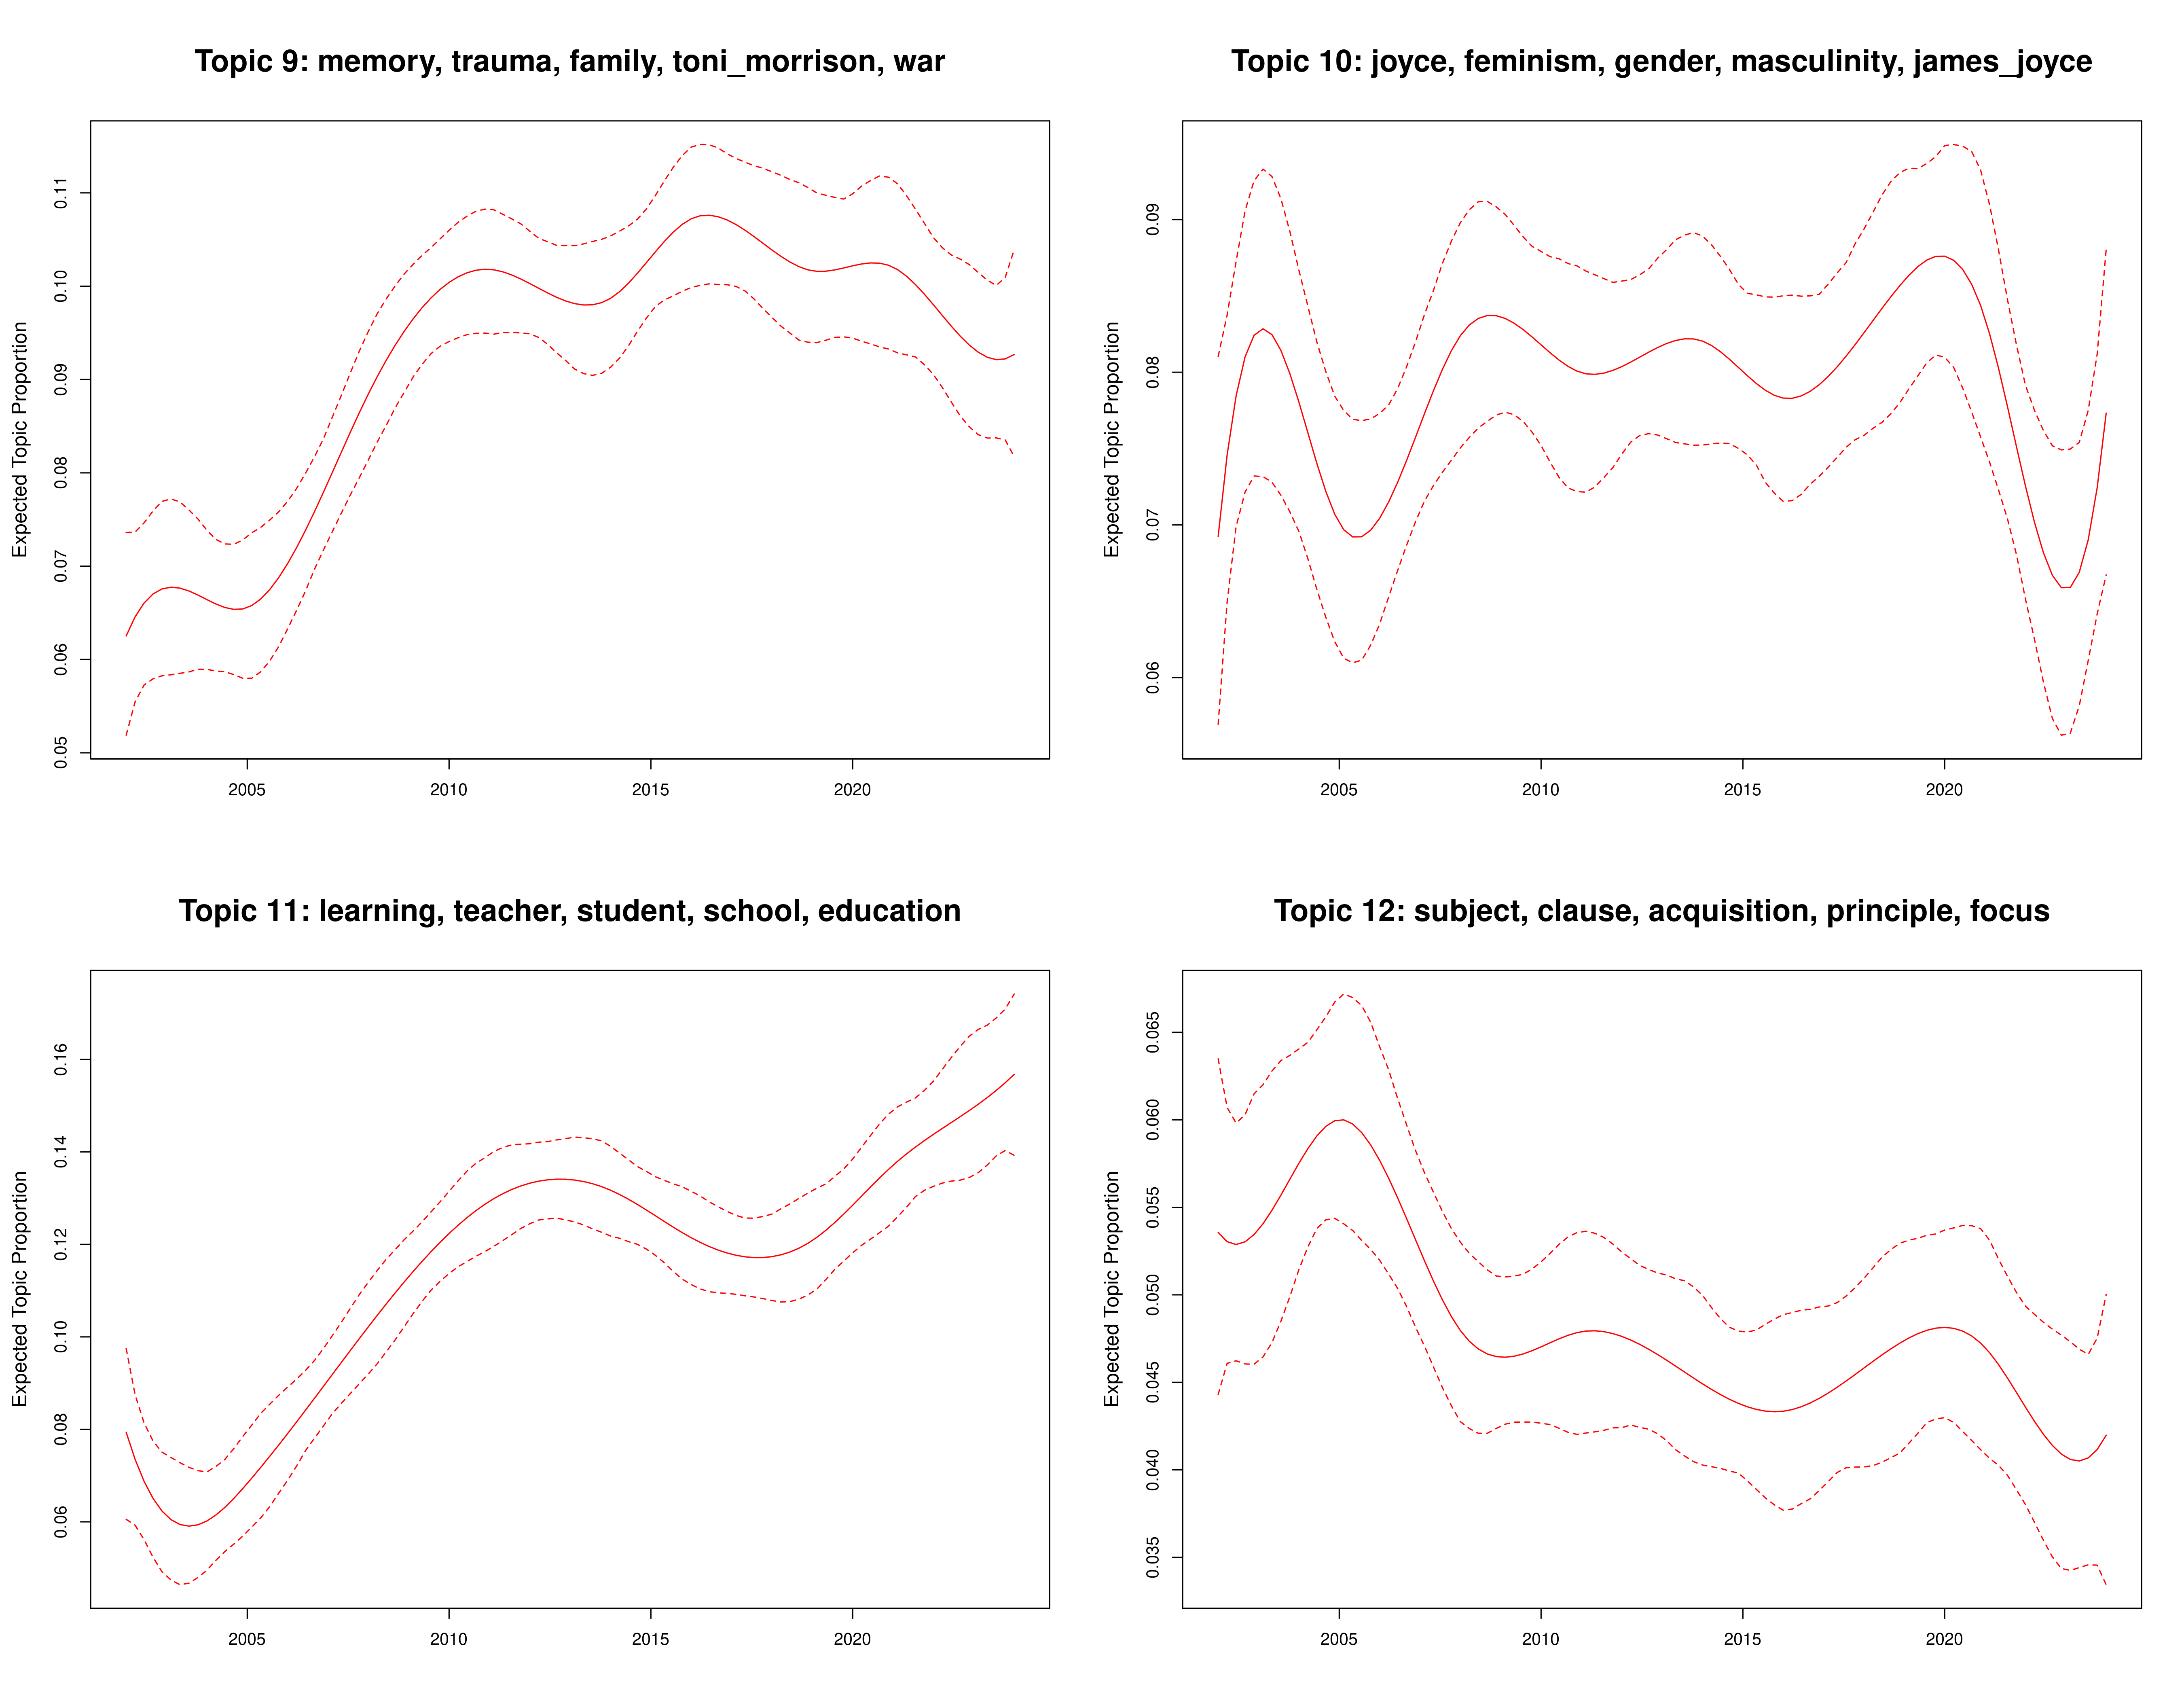 Topic 9: memory, trauma, family, toni_morrison, war
Expected Topic Proportion
0.11
0.10
0.09
0.08
0.07
0.06
0.05
2005 2010 2015 2020
Topic 10: joyce, feminism, gender, masculinity, james_joyce
Expected Topic Proportion
0.09
0.08
0.07
0.06
2005 2010 2015 2020
Topic 11: learning, teacher, student, school, education
Expected Topic Proportion
0.16
0.14
0.12
0.10
0.08
0.06
2005 2010 2015 2020
Topic 12: subject, clause, acquisition, principle, focus
Expected Topic Proportion
0.065
0.060
0.055
0.050
0.045
0.040
0.035
2005 2010 2015 2020